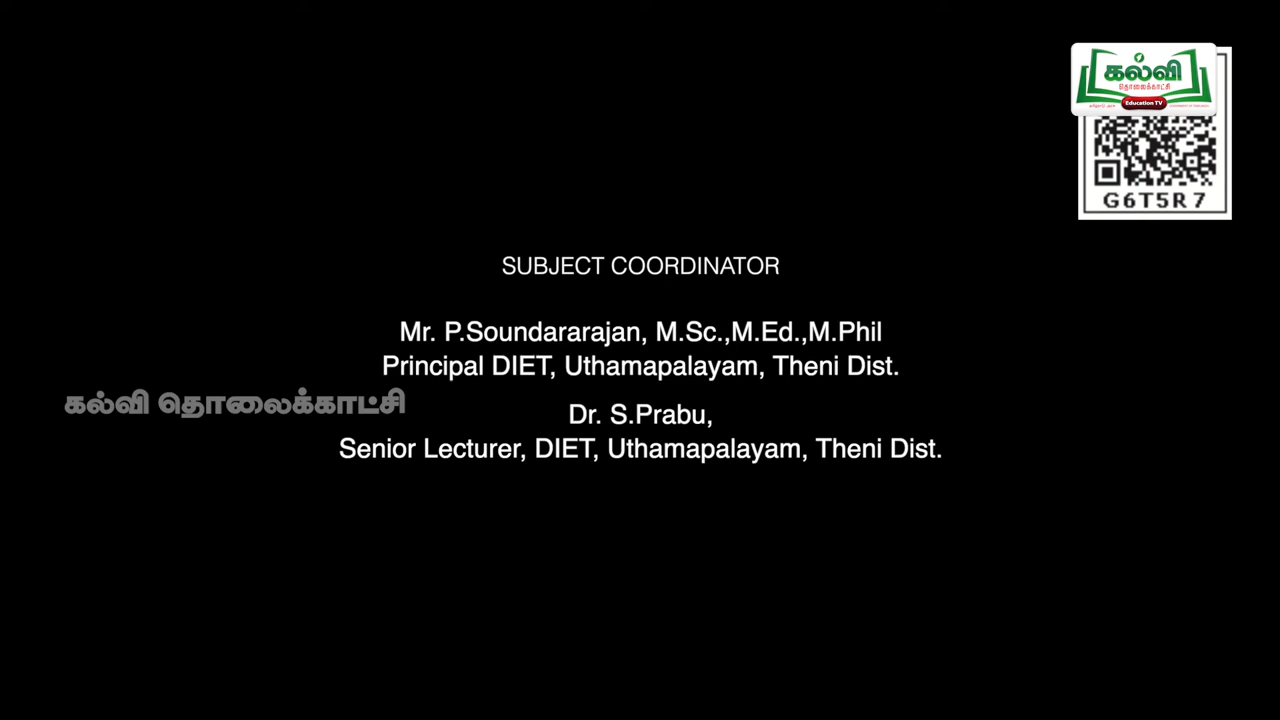 கல்வி
தொலைக்காட்சி
Education TV
G6T5R7
SUBJECT COORDINATOR
Mr. P.Soundararajan, M.Sc.,M.Ed.,M.Phil
Principal DIET, Uthamapalayam, Theni Dist.
கல்வி தொலைக்காட்சி
Dr. S.Prabu,
Senior Lecturer, DIET, Uthamapalayam, Theni Dist.